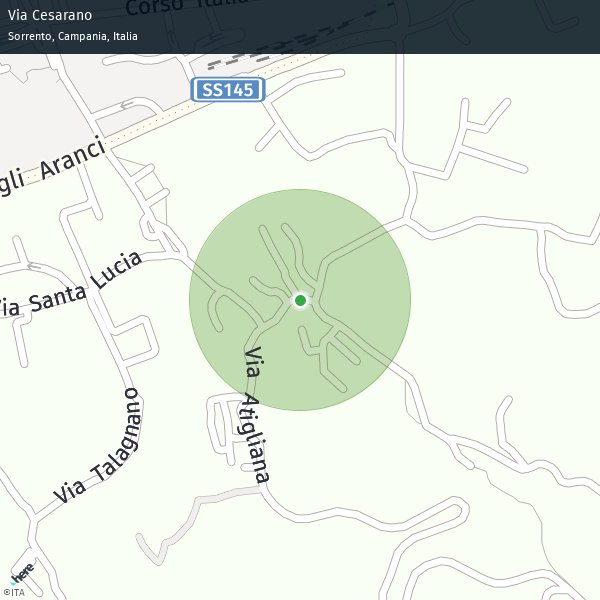 Via Cesarano
Sorrento, Campania, Italia
Corso Italia
SS145
gli Aranci
Via Santa Lucia
Via Atigliana
Via Talagnano
here
©ITA